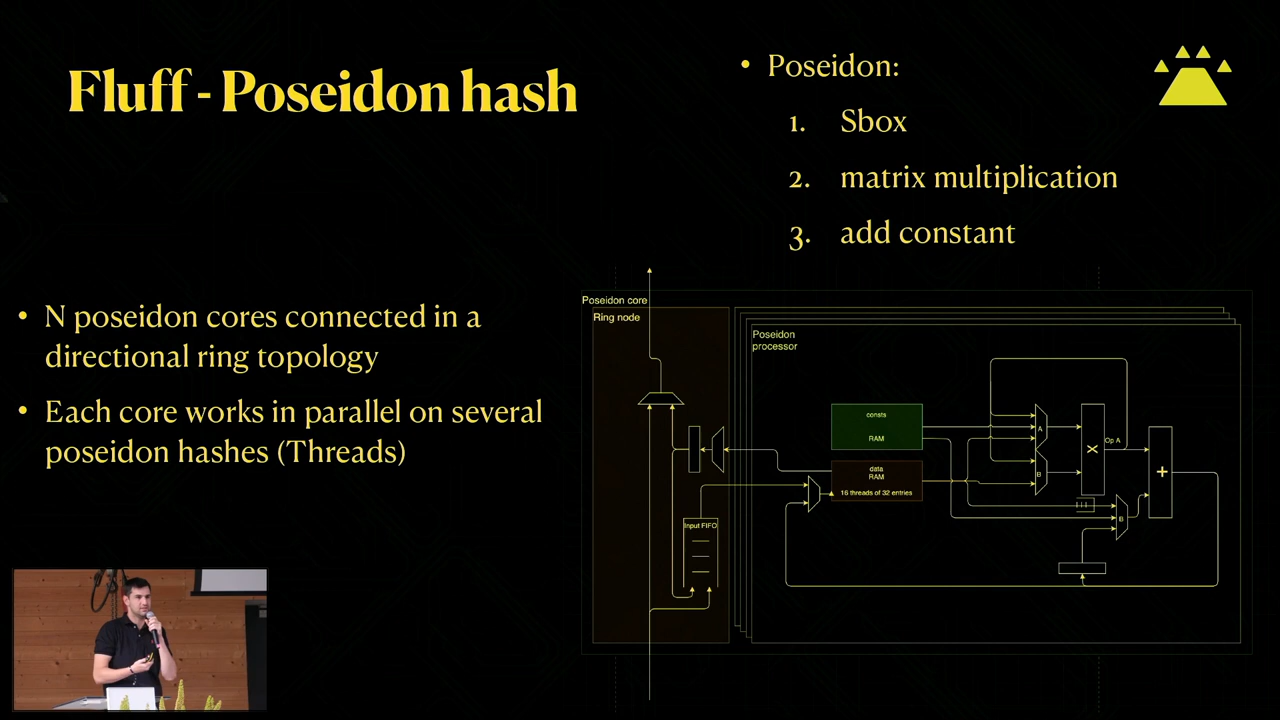 Fluff - Poseidon hash
• Poseidon:
1. Sbox
2. matrix multiplication
3. add constant
• N poseidon cores connected in a
directional ring topology
• Each core works in parallel on several
poseidon hashes (Threads)
Poseidon core
Ring node
Poseidon
processor
consts
RAM
data
RAM
16 threads of 32 entries
Input FIFO
A
B
X
Op A
+
B